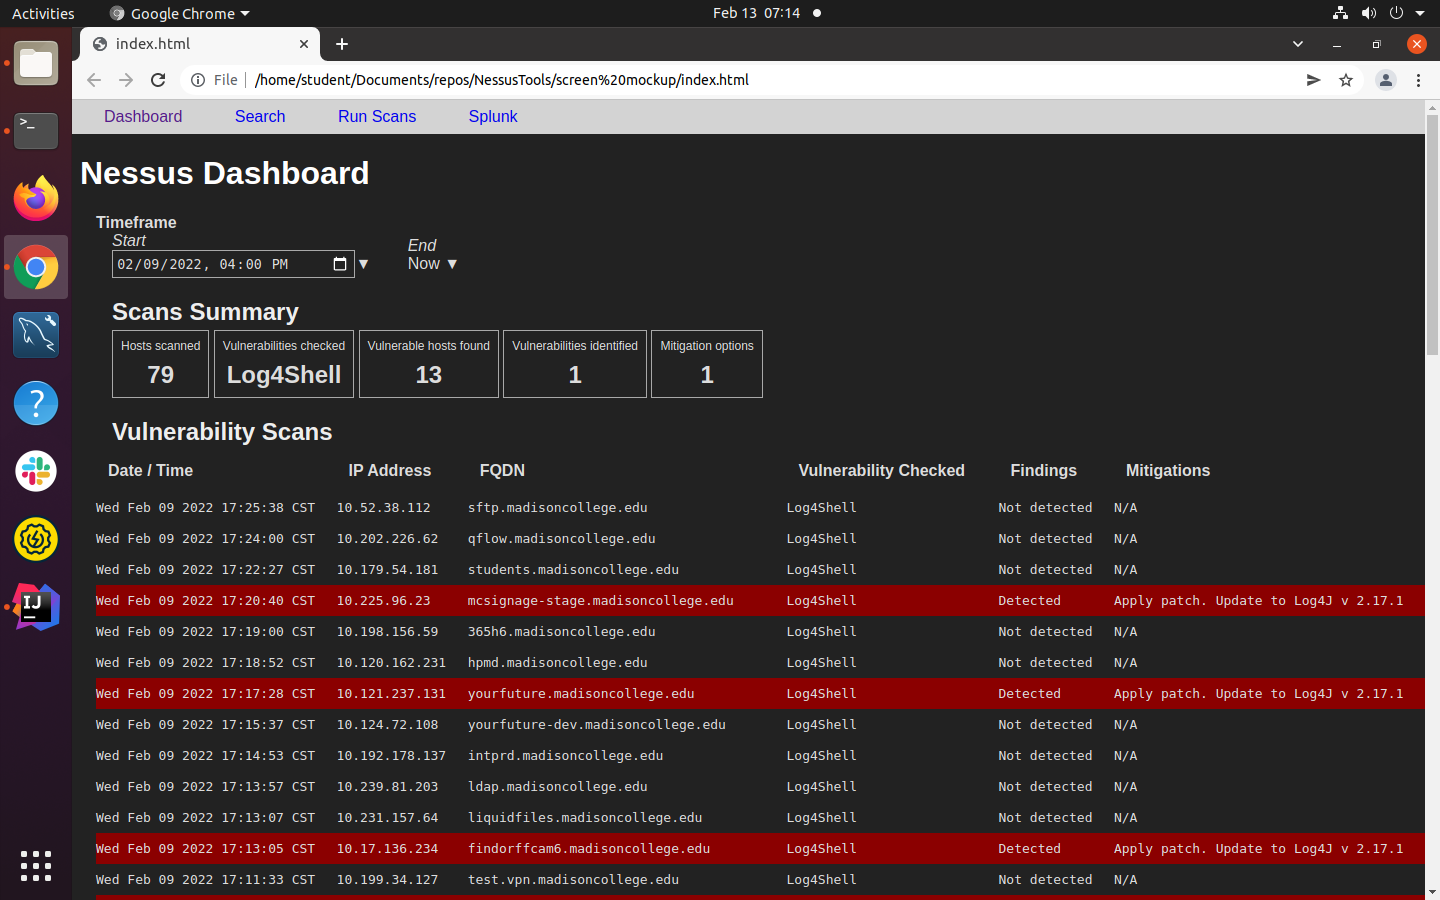 Activities Google Chrome Feb 13 07:14
index.html
File /home/student/Documents/repos/NessusTools/screen%20mockup/index.html
Dashboard Search Run Scans Splunk
Nessus Dashboard
Timeframe
Start End
02/09/2022, 04:00 PM ▼ Now ▼
Scans Summary
Hosts scanned Vulnerabilities checked Vulnerable hosts found Vulnerabilities identified Mitigation options
79 Log4Shell 13 1 1
Vulnerability Scans
Date / Time IP Address FQDN Vulnerability Checked Findings Mitigations
Wed Feb 09 2022 17:25:38 CST 10.52.38.112 sftp.madisoncollege.edu Log4Shell Not detected N/A
Wed Feb 09 2022 17:24:00 CST 10.202.226.62 qflow.madisoncollege.edu Log4Shell Not detected N/A
Wed Feb 09 2022 17:22:27 CST 10.179.54.181 students.madisoncollege.edu Log4Shell Not detected N/A
Wed Feb 09 2022 17:20:40 CST 10.225.96.23 mcsignage-stage.madisoncollege.edu Log4Shell Detected Apply patch. Update to Log4J v 2.17.1
Wed Feb 09 2022 17:19:00 CST 10.198.156.59 365h6.madisoncollege.edu Log4Shell Not detected N/A
Wed Feb 09 2022 17:18:52 CST 10.120.162.231 hpmd.madisoncollege.edu Log4Shell Not detected N/A
Wed Feb 09 2022 17:17:28 CST 10.121.237.131 yourfuture.madisoncollege.edu Log4Shell Detected Apply patch. Update to Log4J v 2.17.1
Wed Feb 09 2022 17:15:37 CST 10.124.72.108 yourfuture-dev.madisoncollege.edu Log4Shell Not detected N/A
Wed Feb 09 2022 17:14:53 CST 10.192.178.137 intprd.madisoncollege.edu Log4Shell Not detected N/A
Wed Feb 09 2022 17:13:57 CST 10.239.81.203 ldap.madisoncollege.edu Log4Shell Not detected N/A
Wed Feb 09 2022 17:13:07 CST 10.231.157.64 liquidfiles.madisoncollege.edu Log4Shell Not detected N/A
Wed Feb 09 2022 17:13:05 CST 10.17.136.234 findorffcam6.madisoncollege.edu Log4Shell Detected Apply patch. Update to Log4J v 2.17.1
Wed Feb 09 2022 17:11:33 CST 10.199.34.127 test.vpn.madisoncollege.edu Log4Shell Not detected N/A